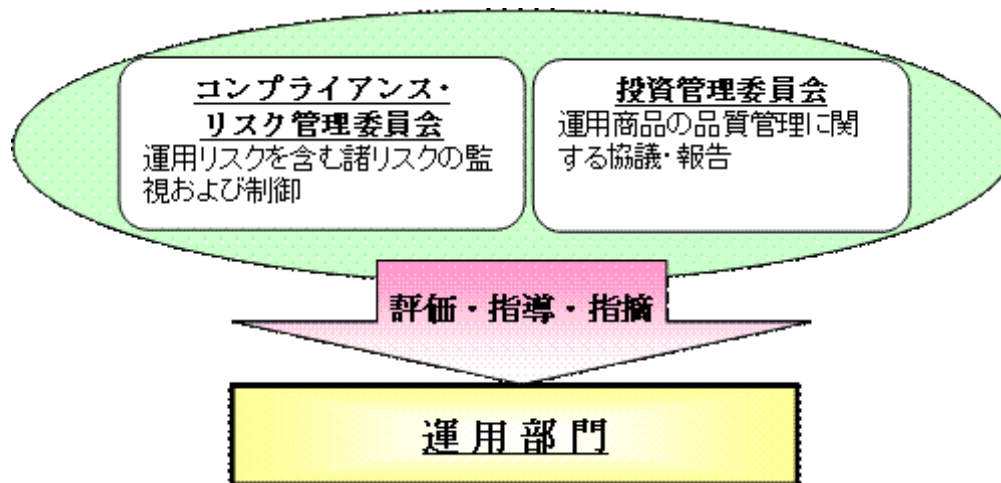 コンプライアンス・
リスク管理委員会
運用リスクを含む諸リスクの監
視および制御
投資管理委員会
運用商品の品質管理に関
する協議・報告
評価・指導・指摘
運用部門